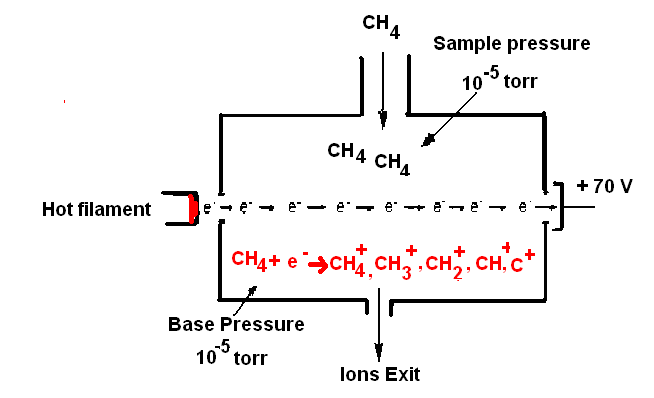 CH4
Sample pressure
10-5 torr
CH4 CH4
Hot filament
e- e- e- e- e- e- e- e-
+ 70 V
CH4 + e- → CH4+, CH3+, CH2+, CH+, C+
Base Pressure
10-5 torr
Ions Exit